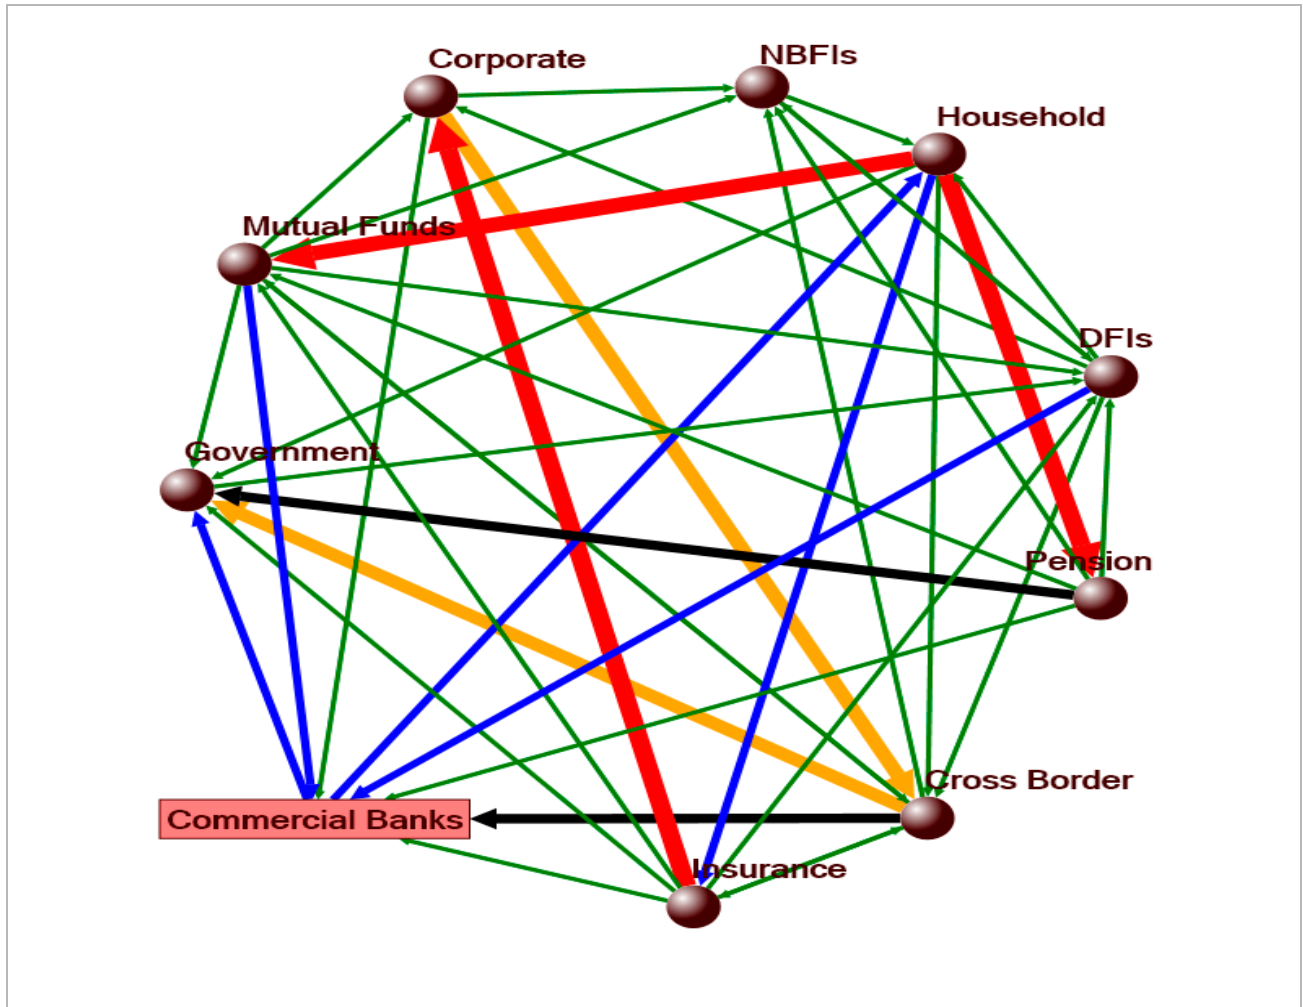 NBFIs
Corporate
Household
Mutual Funds
DFIs
Government
Pension
Cross Border
Commercial Banks
Insurance